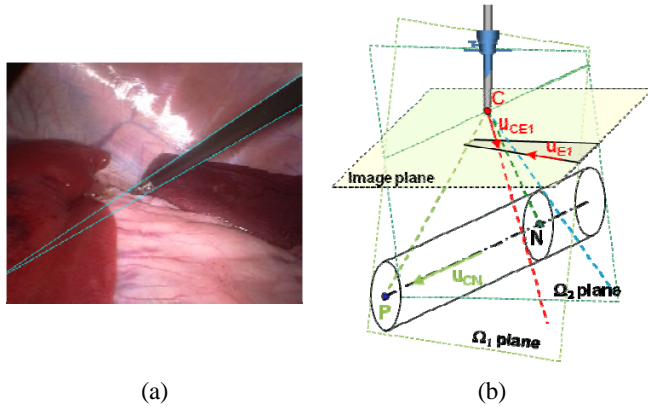 C
u_CE1
u_E1
Image plane
N
u_CN
P
Ω₂ plane
Ω₁ plane
(a) (b)